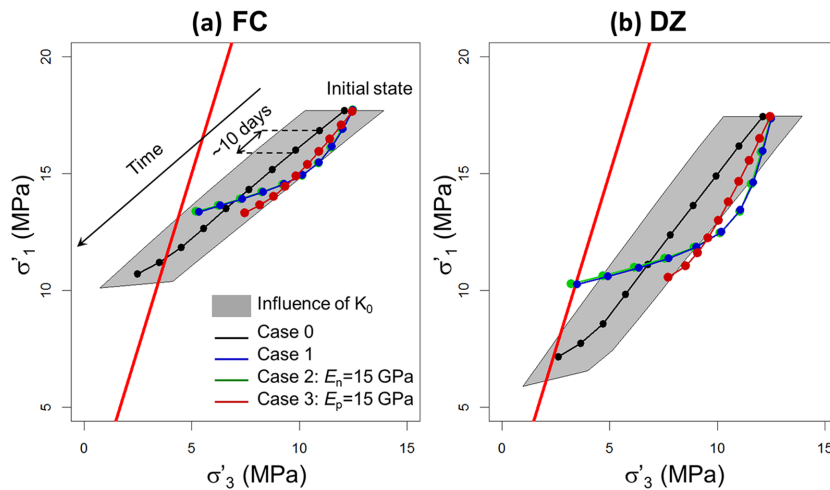 (a) FC
(b) DZ
20
15
10
5
σ'1 (MPa)
Initial state
~10 days
Time
Influence of K0
Case 0
Case 1
Case 2: En=15 GPa
Case 3: Ep=15 GPa
0
5
10
15
σ'3 (MPa)
20
15
10
5
σ'1 (MPa)
0
5
10
15
σ'3 (MPa)